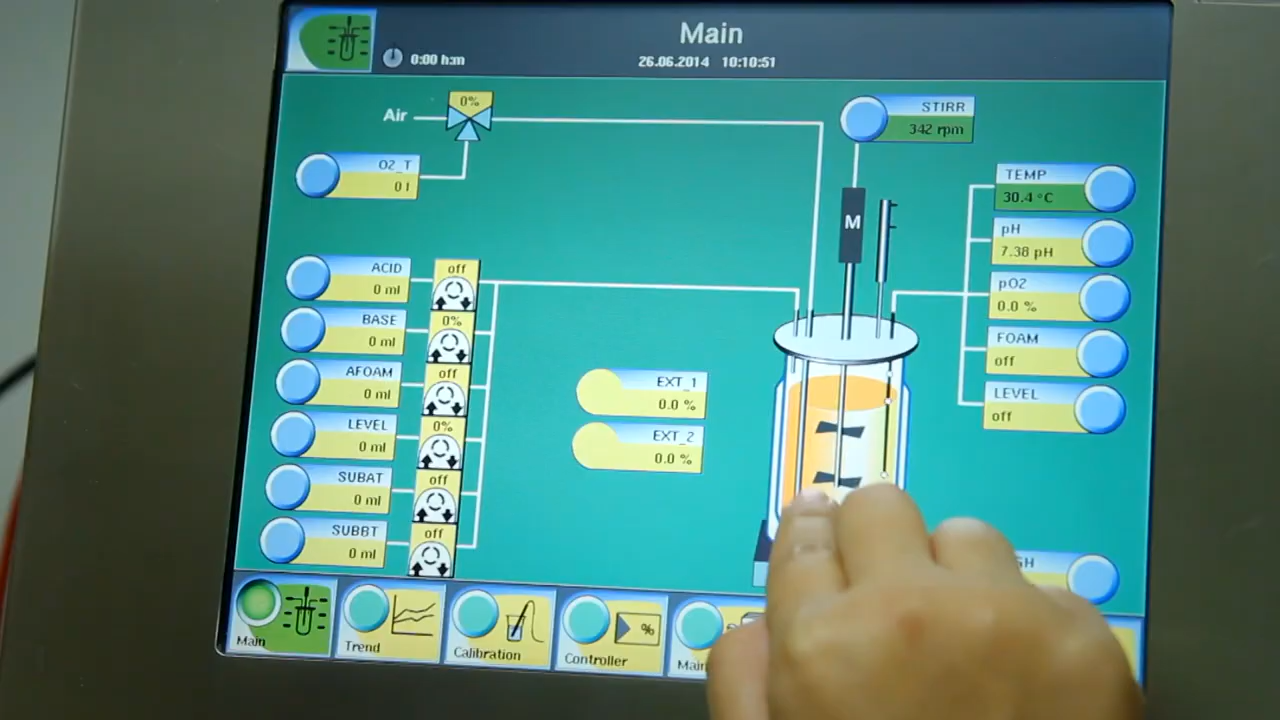 Main
0:00 h:m
26.06.2014 10:10:51
Air
0%
STIRR
342 rpm
O2_T
0 l
TEMP
30.4 °C
M
pH
7.38 pH
ACID
0 ml
off
pO2
0.0 %
BASE
0 ml
0%
FOAM
off
AFOAM
0 ml
off
EXT_1
0.0 %
LEVEL
off
LEVEL
0 ml
0%
EXT_2
0.0 %
SUBAT
0 ml
off
SUBBT
0 ml
off
Main
Trend
Calibration
%
Controller